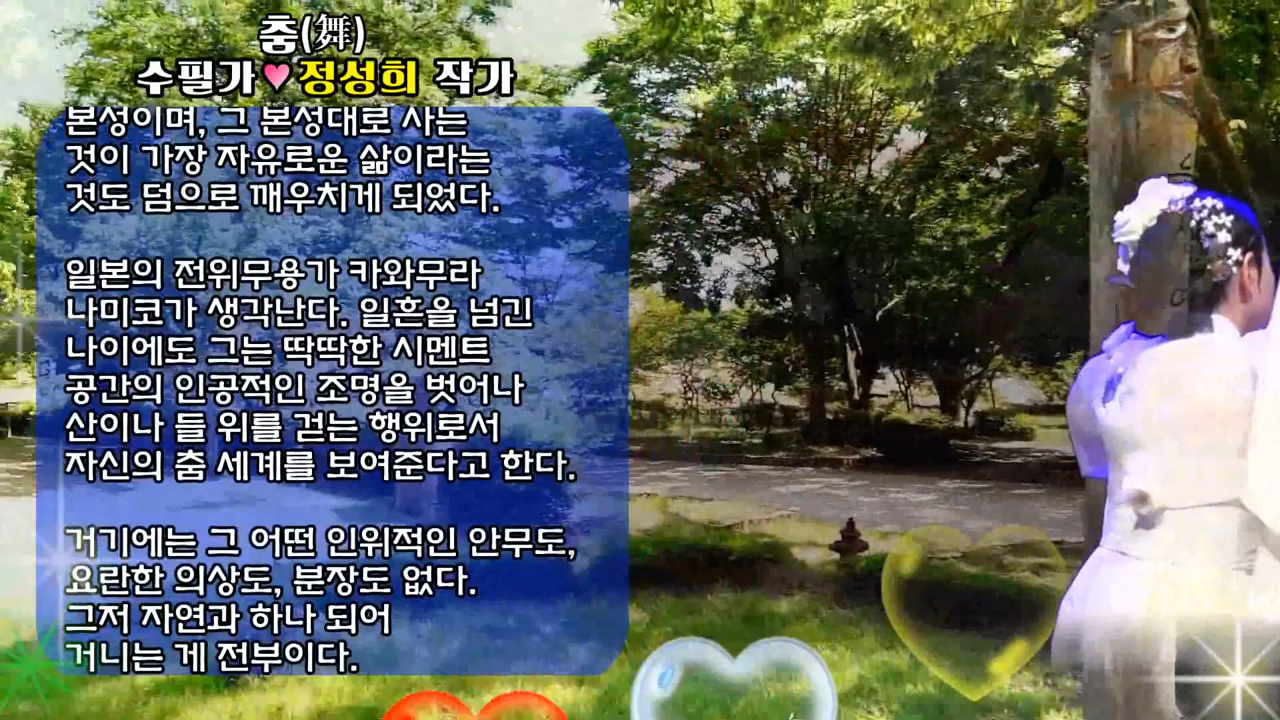 춤(舞)
수필가♥정성희 작가
본성이며, 그 본성대로 사는
것이 가장 자유로운 삶이라는
것도 덤으로 깨우치게 되었다.
일본의 전위무용가 카와무라
나미코가 생각난다. 일흔을 넘긴
나이에도 그는 딱딱한 시멘트
공간의 인공적인 조명을 벗어나
산이나 들 위를 걷는 행위로서
자신의 춤 세계를 보여준다고 한다.
거기에는 그 어떤 인위적인 안무도,
요란한 의상도, 분장도 없다.
그저 자연과 하나 되어
거니는 게 전부이다.